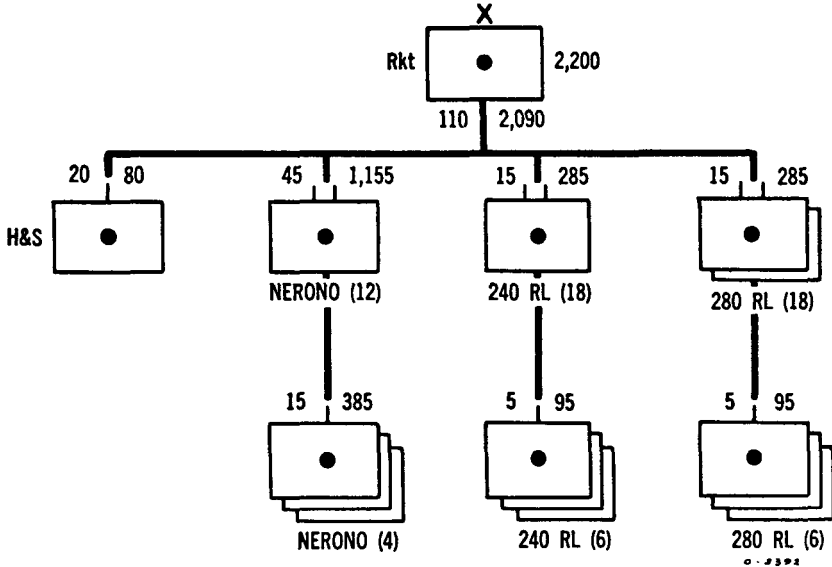 X
Rkt 2,200
110 2,090
20 80 45 1,155 15 285 15 285
H&S
NERONO (12) 240 RL (18) 280 RL (18)
15 385 5 95 5 95
NERONO (4) 240 RL (6) 280 RL (6)